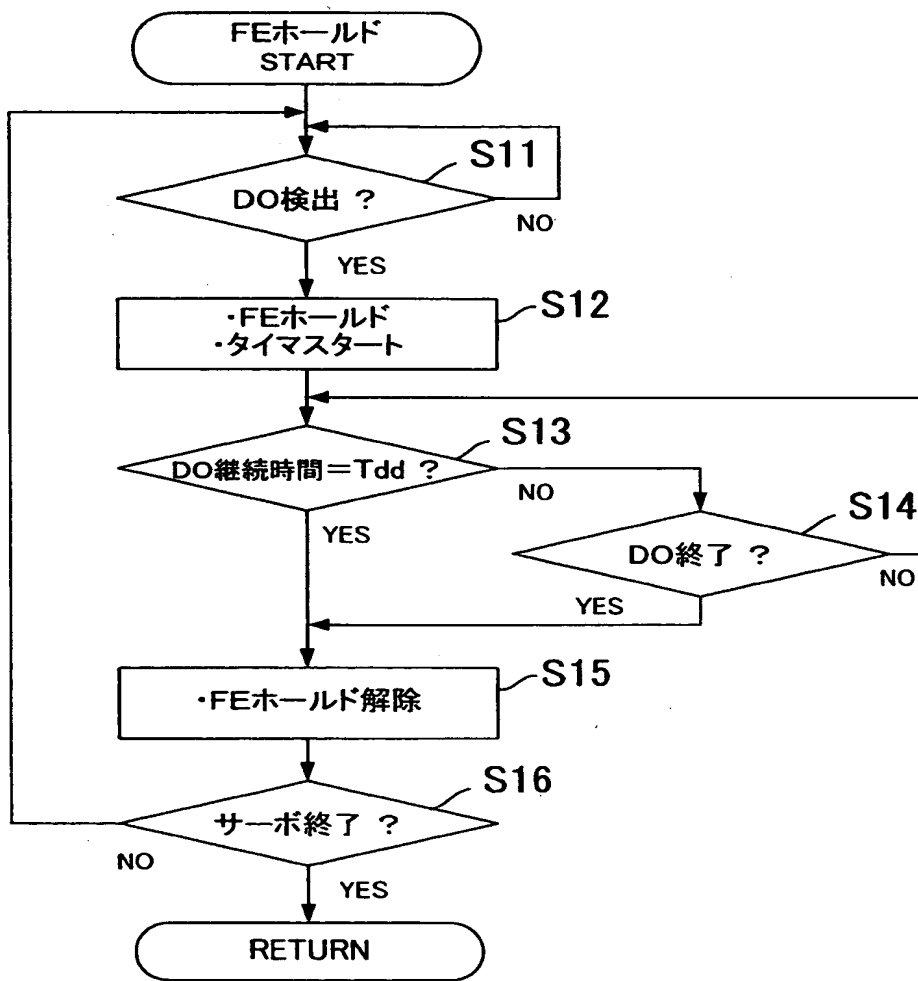 FEホールド
START
S11
DO検出 ?
NO
YES
S12
・FEホールド
・タイマスタート
S13
DO継続時間=Tdd ?
NO
YES
S14
DO終了 ?
NO
YES
S15
・FEホールド解除
S16
サーボ終了 ?
NO
YES
RETURN